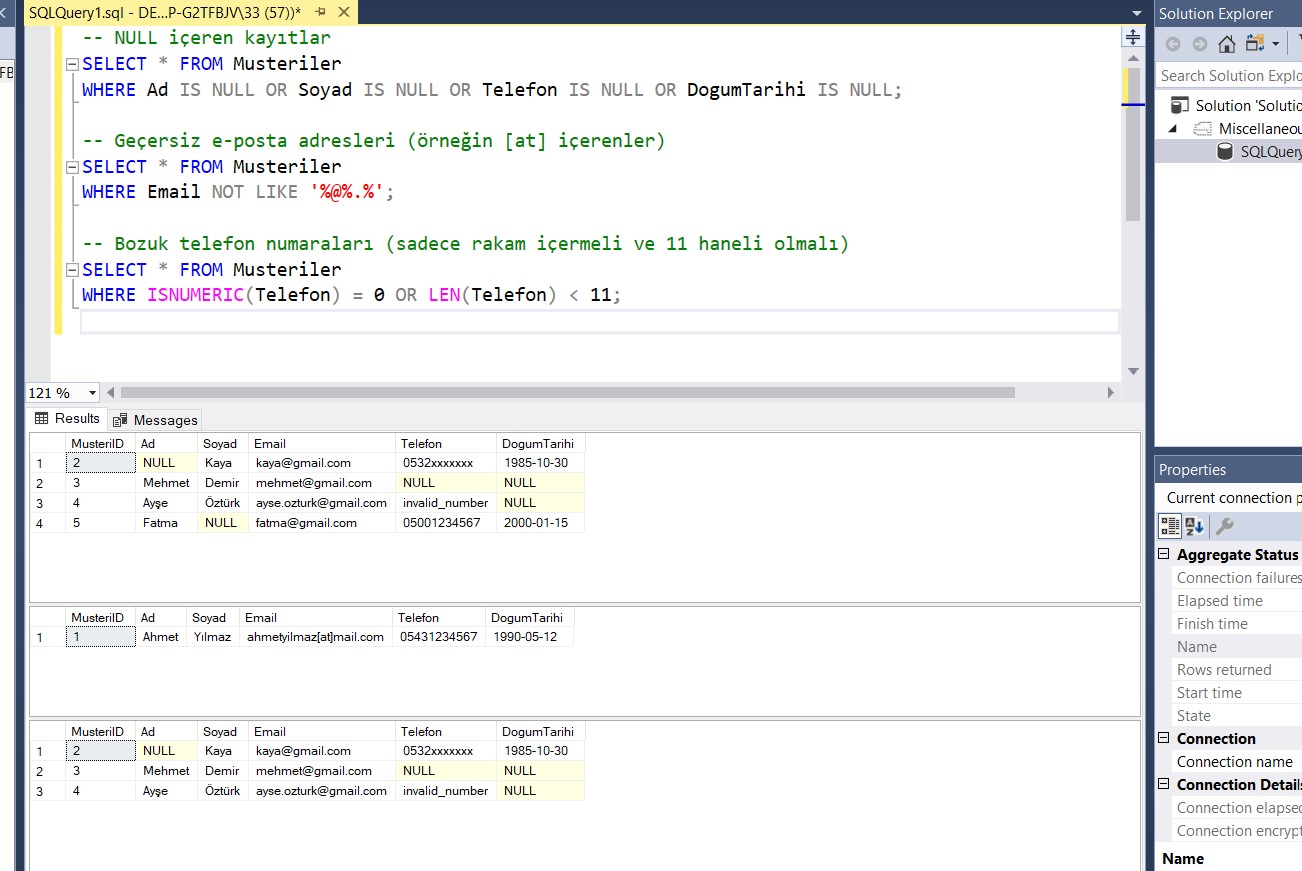 SQLQuery1.sql - DE...P-G2TFBJV\33 (57))*
-- NULL içeren kayıtlar
SELECT * FROM Musteriler
WHERE Ad IS NULL OR Soyad IS NULL OR Telefon IS NULL OR DogumTarihi IS NULL;
-- Geçersiz e-posta adresleri (örneğin [at] içerenler)
SELECT * FROM Musteriler
WHERE Email NOT LIKE '%@%.%';
-- Bozuk telefon numaraları (sadece rakam içermeli ve 11 haneli olmalı)
SELECT * FROM Musteriler
WHERE ISNUMERIC(Telefon) = 0 OR LEN(Telefon) < 11;
121 %
Results Messages
MusteriID Ad Soyad Email Telefon DogumTarihi
1 2 NULL Kaya kaya@gmail.com 0532xxxxxxx 1985-10-30
2 3 Mehmet Demir mehmet@gmail.com NULL NULL
3 4 Ayşe Öztürk ayse.ozturk@gmail.com invalid_number NULL
4 5 Fatma NULL fatma@gmail.com 05001234567 2000-01-15
MusteriID Ad Soyad Email Telefon DogumTarihi
1 1 Ahmet Yılmaz ahmetyilmaz[at]mail.com 05431234567 1990-05-12
MusteriID Ad Soyad Email Telefon DogumTarihi
1 2 NULL Kaya kaya@gmail.com 0532xxxxxxx 1985-10-30
2 3 Mehmet Demir mehmet@gmail.com NULL NULL
3 4 Ayşe Öztürk ayse.ozturk@gmail.com invalid_number NULL
Solution Explorer
Search Solution Explo
Solution 'Solutio
Miscellaneou
SQLQuery
Properties
Current connection p
Aggregate Status
Connection failures
Elapsed time
Finish time
Name
Rows returned
Start time
State
Connection
Connection name
Connection Details
Connection elapsed
Connection encrypt
Name